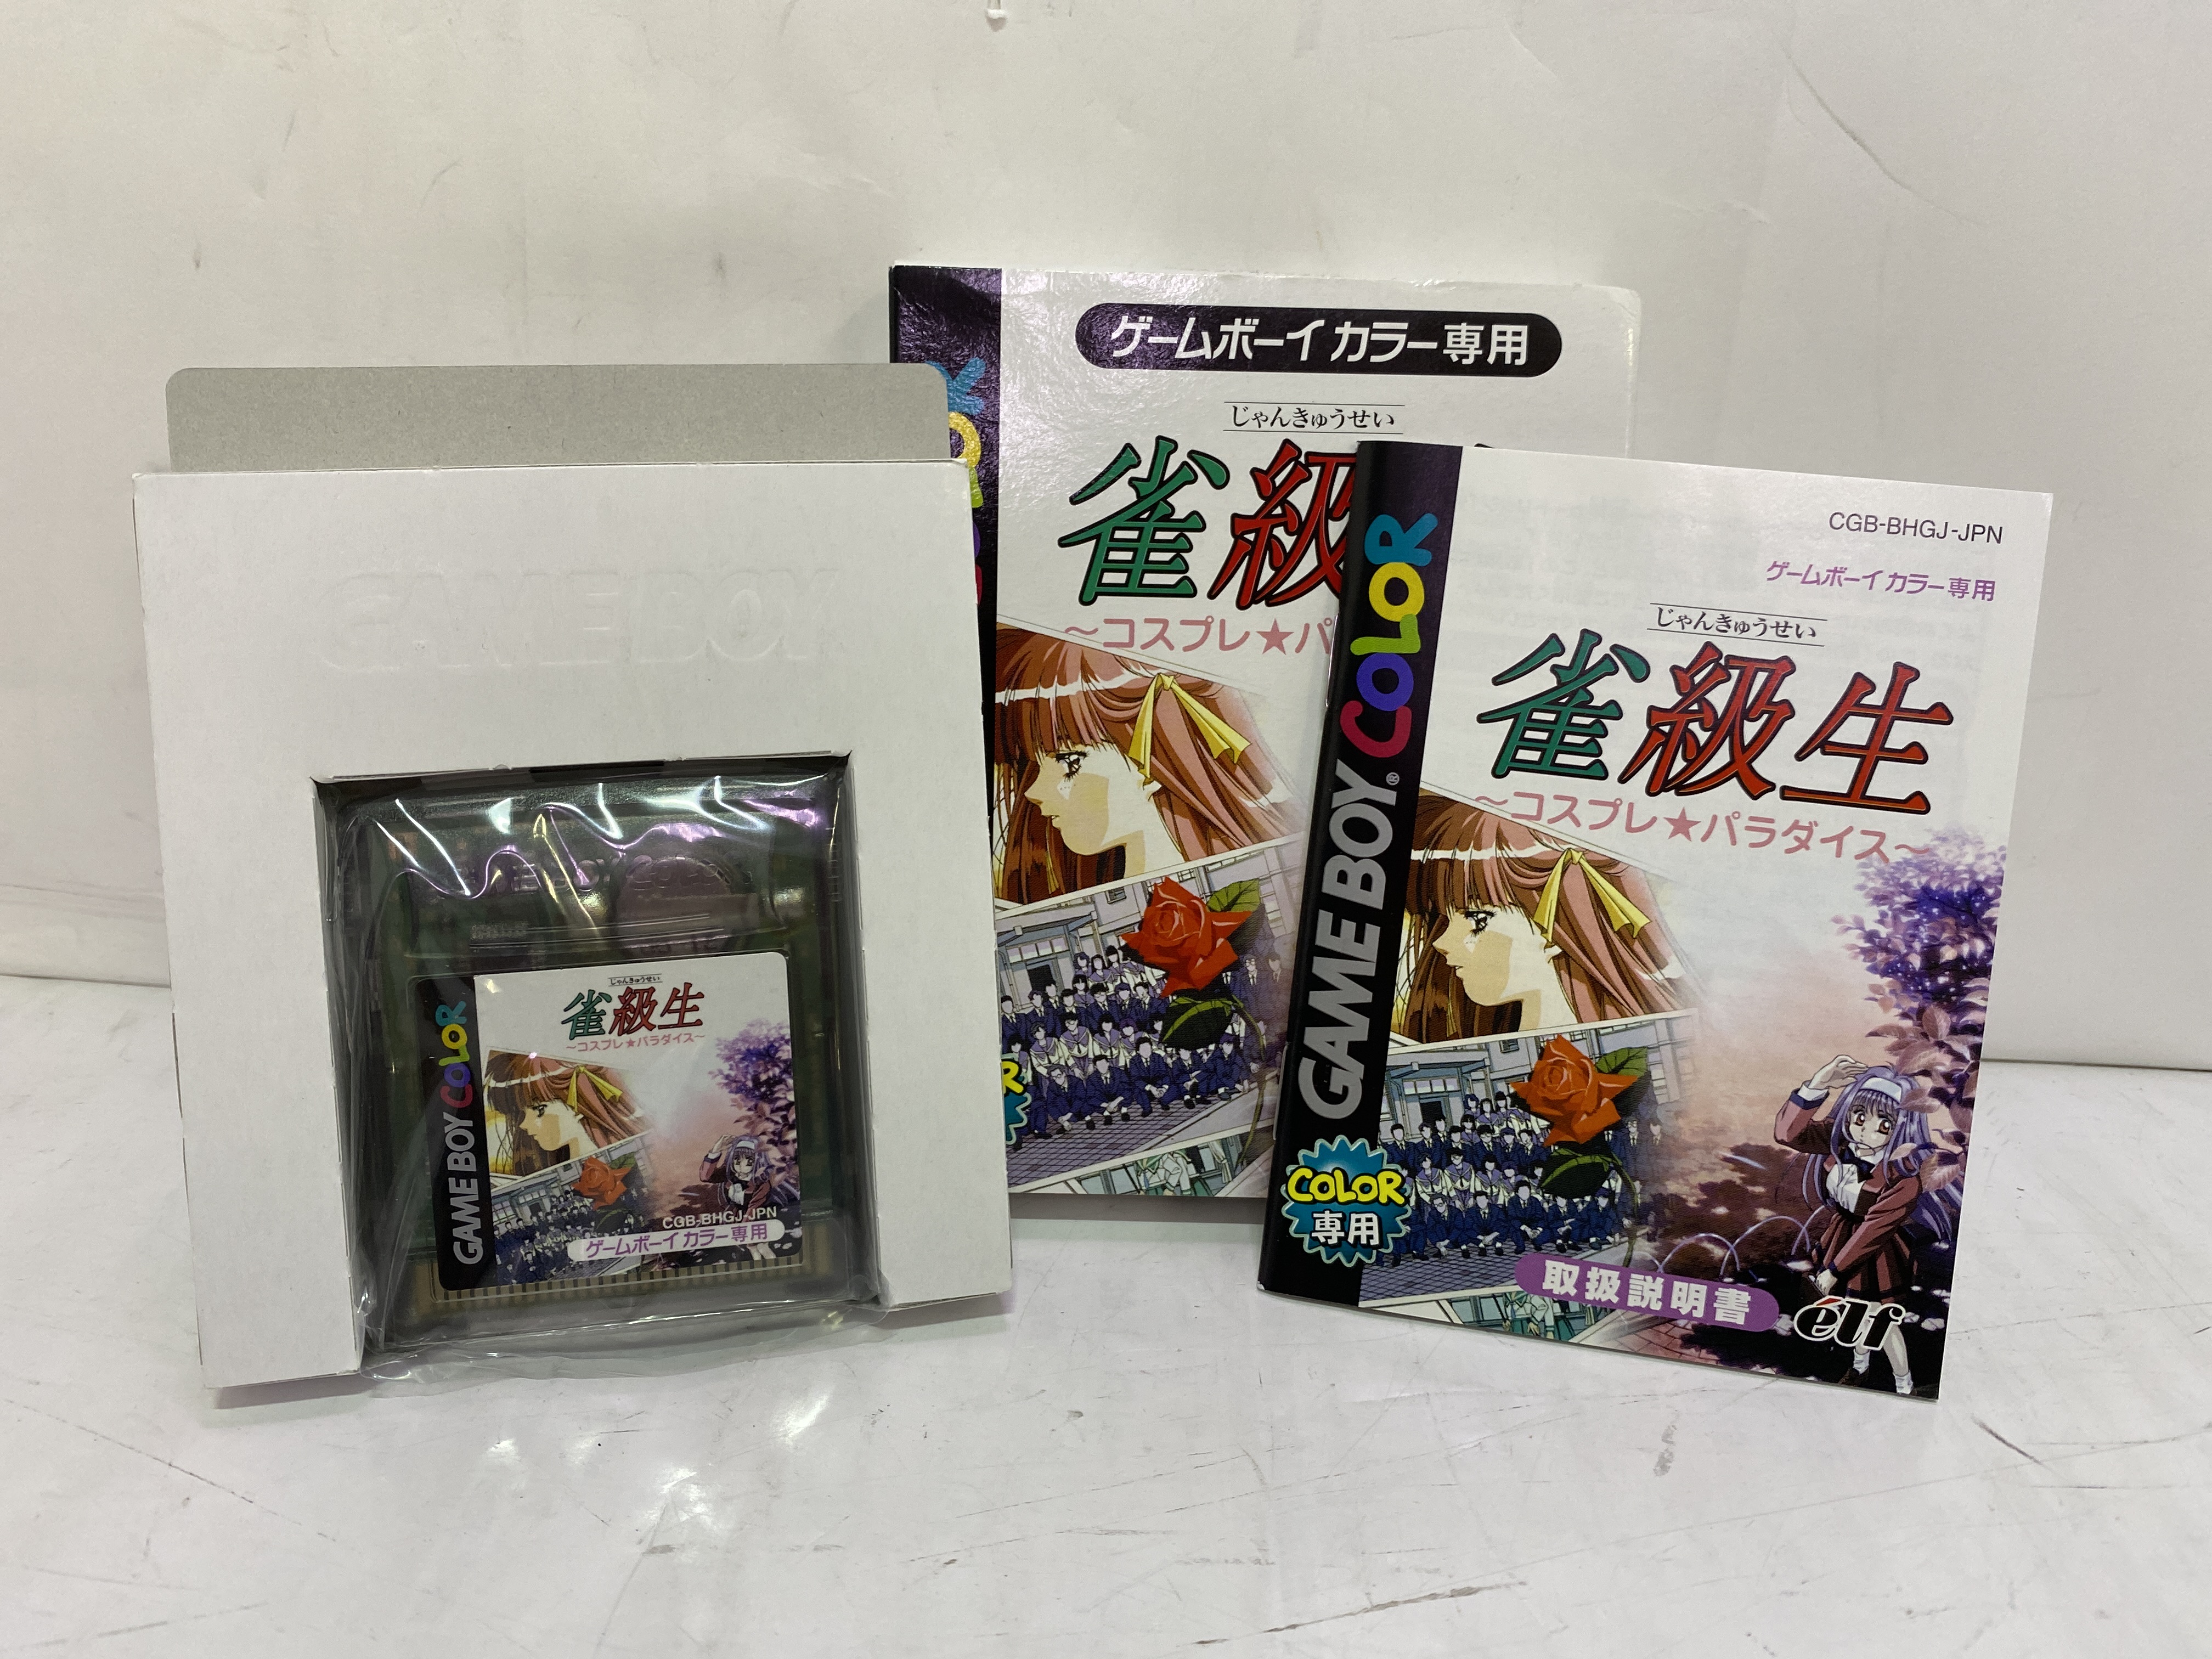 GAME BOY
じゃんきゅうせい
雀級生
～コスプレ★パラダイス～
GAME BOY COLOR
CGB-BHGJ-JPN
ゲームボーイ カラー専用
ゲームボーイ カラー専用
じゃんきゅうせい
雀級
～コスプレ★パ
CGB-BHGJ-JPN
ゲームボーイ カラー専用
じゃんきゅうせい
雀級生
～コスプレ★パラダイス～
GAME BOY® COLOR
COLOR
専用
取扱説明書
élf